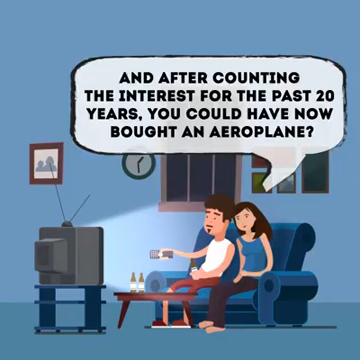 AND AFTER COUNTING
THE INTEREST FOR THE PAST 20
YEARS, YOU COULD HAVE NOW
BOUGHT AN AEROPLANE?